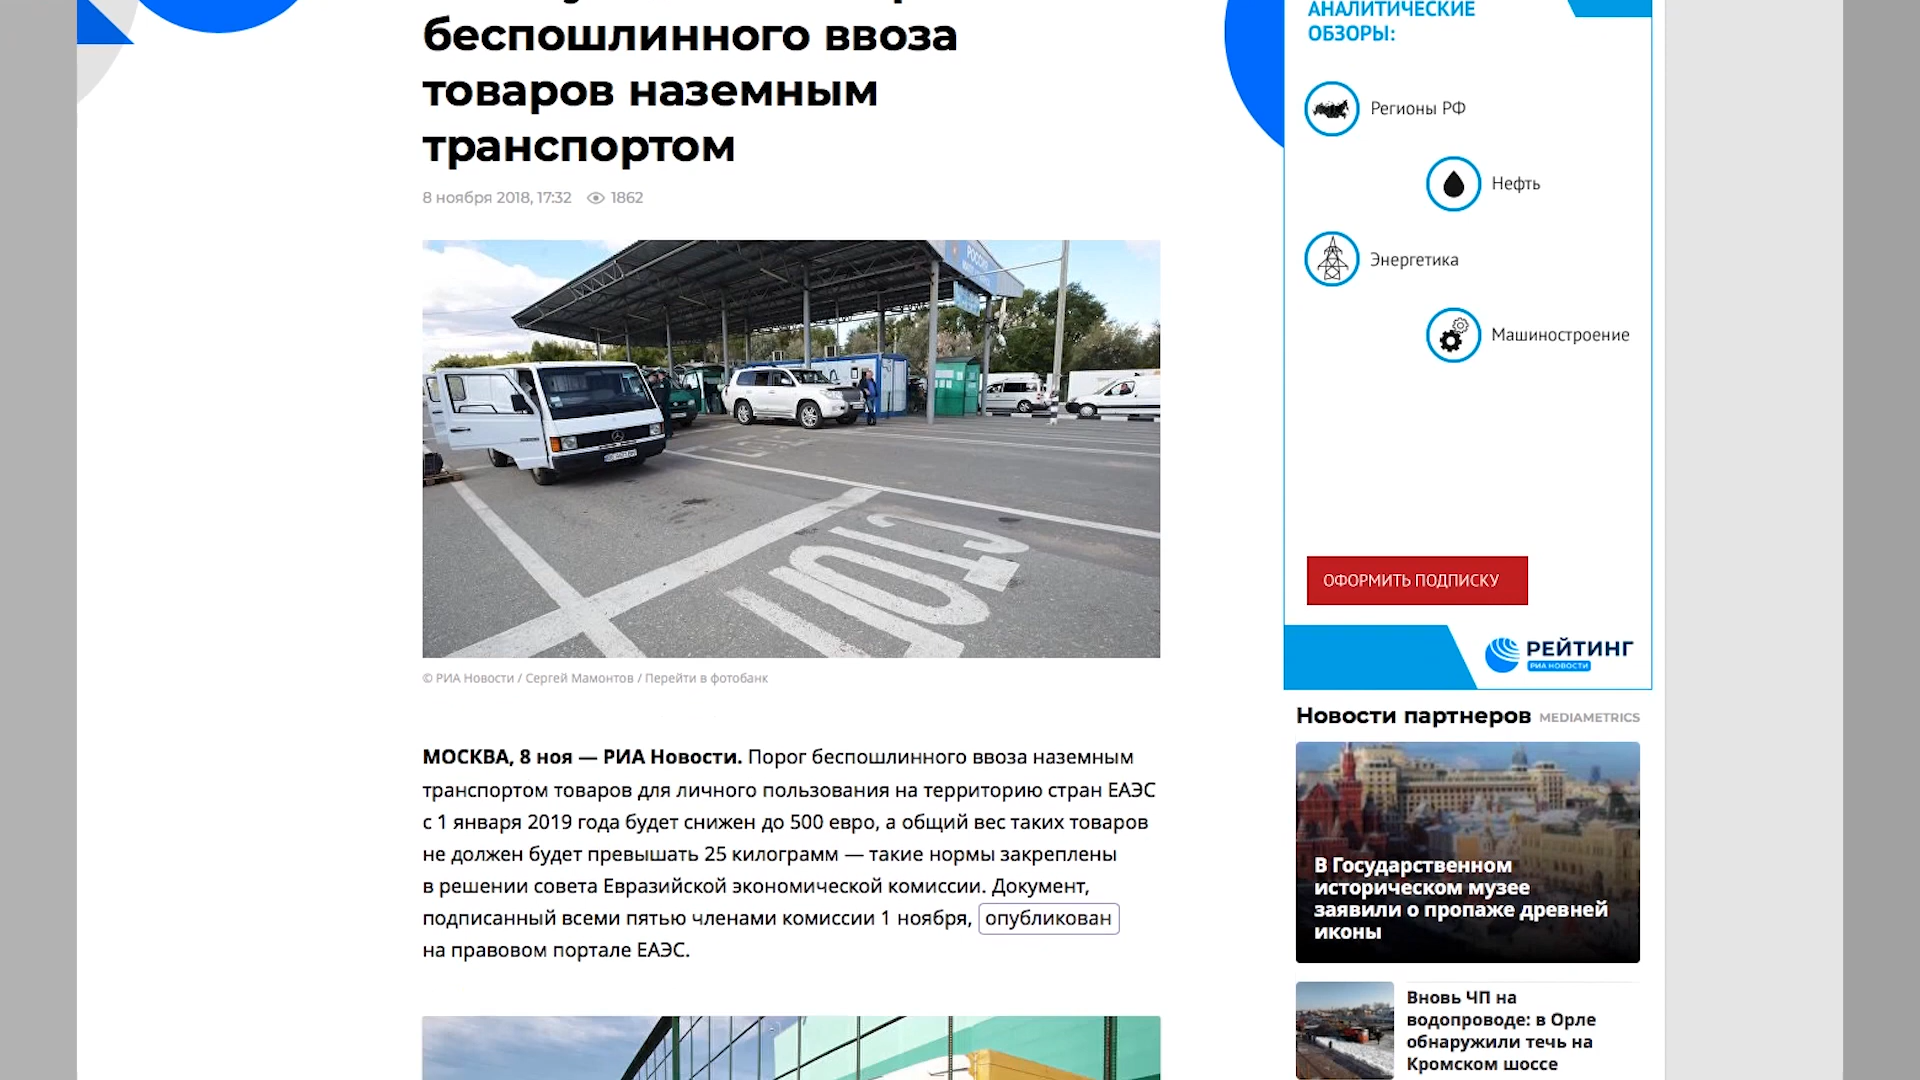 беспошлинного ввоза
товаров наземным
транспортом
8 ноября 2018, 17:32 1862
© РИА Новости / Сергей Мамонтов / Перейти в фотобанк
МОСКВА, 8 ноя — РИА Новости. Порог беспошлинного ввоза наземным
транспортом товаров для личного пользования на территорию стран ЕАЭС
с 1 января 2019 года будет снижен до 500 евро, а общий вес таких товаров
не должен будет превышать 25 килограмм — такие нормы закреплены
в решении совета Евразийской экономической комиссии. Документ,
подписанный всеми пятью членами комиссии 1 ноября, опубликован
на правовом портале ЕАЭС.
АНАЛИТИЧЕСКИЕ
ОБЗОРЫ:
Регионы РФ
Нефть
Энергетика
Машиностроение
ОФОРМИТЬ ПОДПИСКУ
РЕЙТИНГ
РИА НОВОСТИ
Новости партнеров MEDIAMETRICS
В Государственном
историческом музее
заявили о пропаже древней
иконы
Вновь ЧП на
водопроводе: в Орле
обнаружили течь на
Кромском шоссе